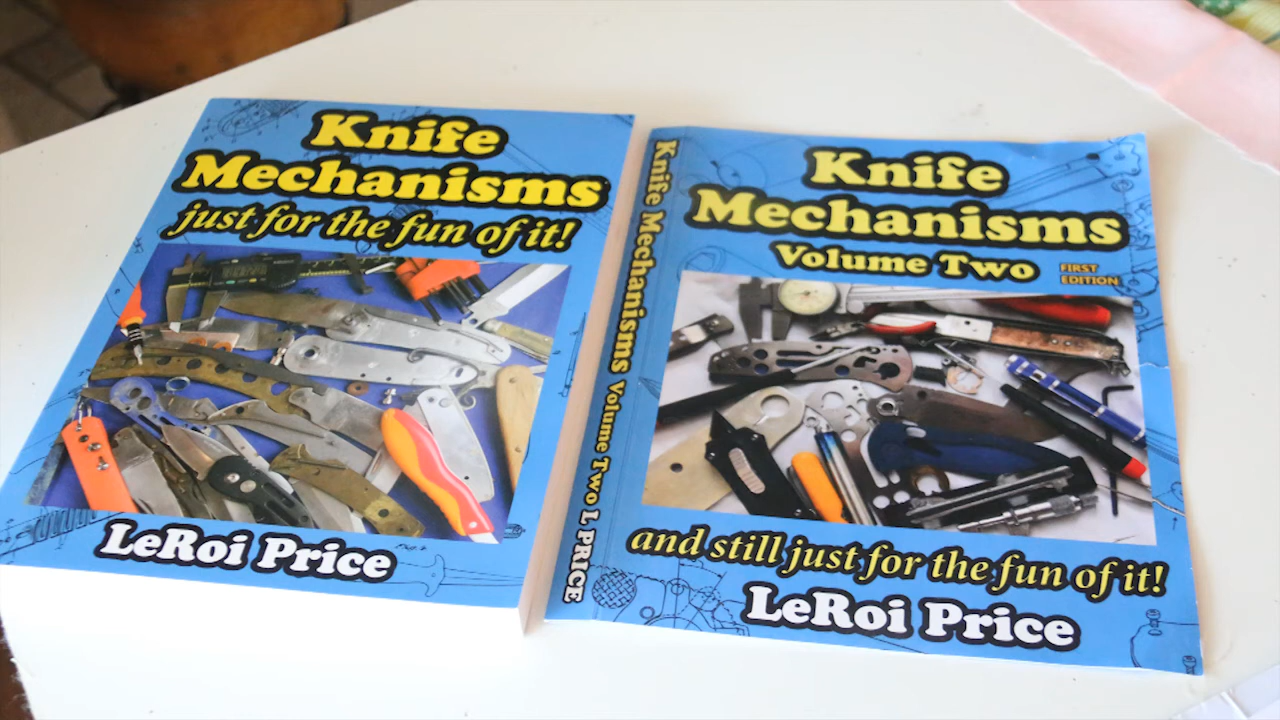 Knife
Mechanisms
just for the fun of it!
LeRoi Price
Knife Mechanisms Volume Two L PRICE
Knife
Mechanisms
Volume Two
FIRST
EDITION
and still just for the fun of it!
LeRoi Price